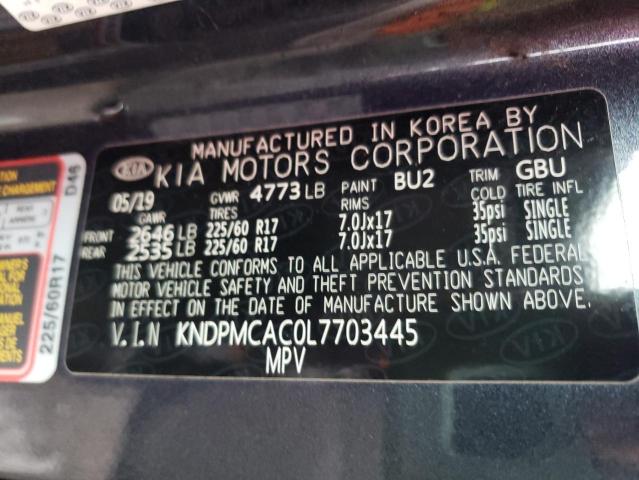 MANUFACTURED IN KOREA BY
KIA KIA MOTORS CORPORATION
05/19 GVWR 4773 LB PAINT BU2 TRIM GBU
GAWR TIRES RIMS COLD TIRE INFL
FRONT 2646 LB 225/60 R17 7.0Jx17 35psi SINGLE
REAR 2535 LB 225/60 R17 7.0Jx17 35psi SINGLE
THIS VEHICLE CONFORMS TO ALL APPLICABLE U.S.A. FEDERAL
MOTOR VEHICLE SAFETY AND THEFT PREVENTION STANDARDS
IN EFFECT ON THE DATE OF MANUFACTURE SHOWN ABOVE.
V.I.N KNDPMCAC0L7703445
MPV
D46
225/60R17
CHARGEMENT